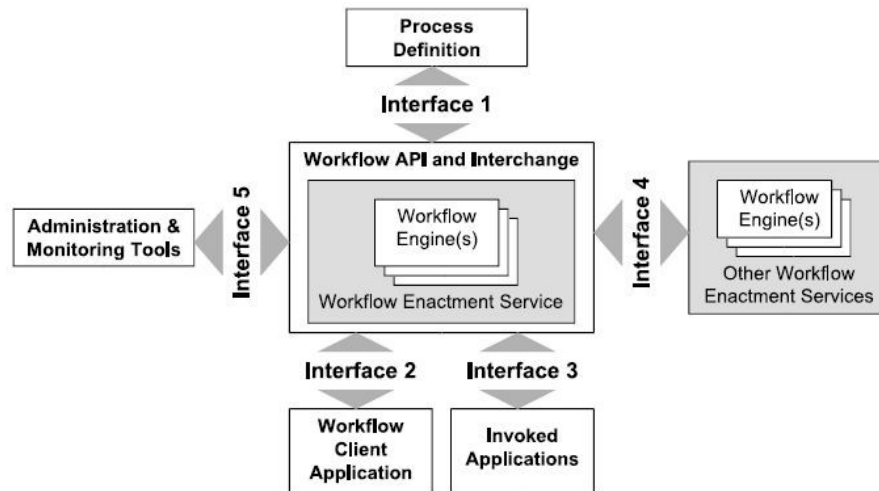 Process
Definition
Interface 1
Workflow API and Interchange
Workflow
Engine(s)
Workflow Enactment Service
Interface 5
Administration &
Monitoring Tools
Interface 4
Workflow
Engine(s)
Other Workflow
Enactment Services
Interface 2
Interface 3
Workflow
Client
Application
Invoked
Applications